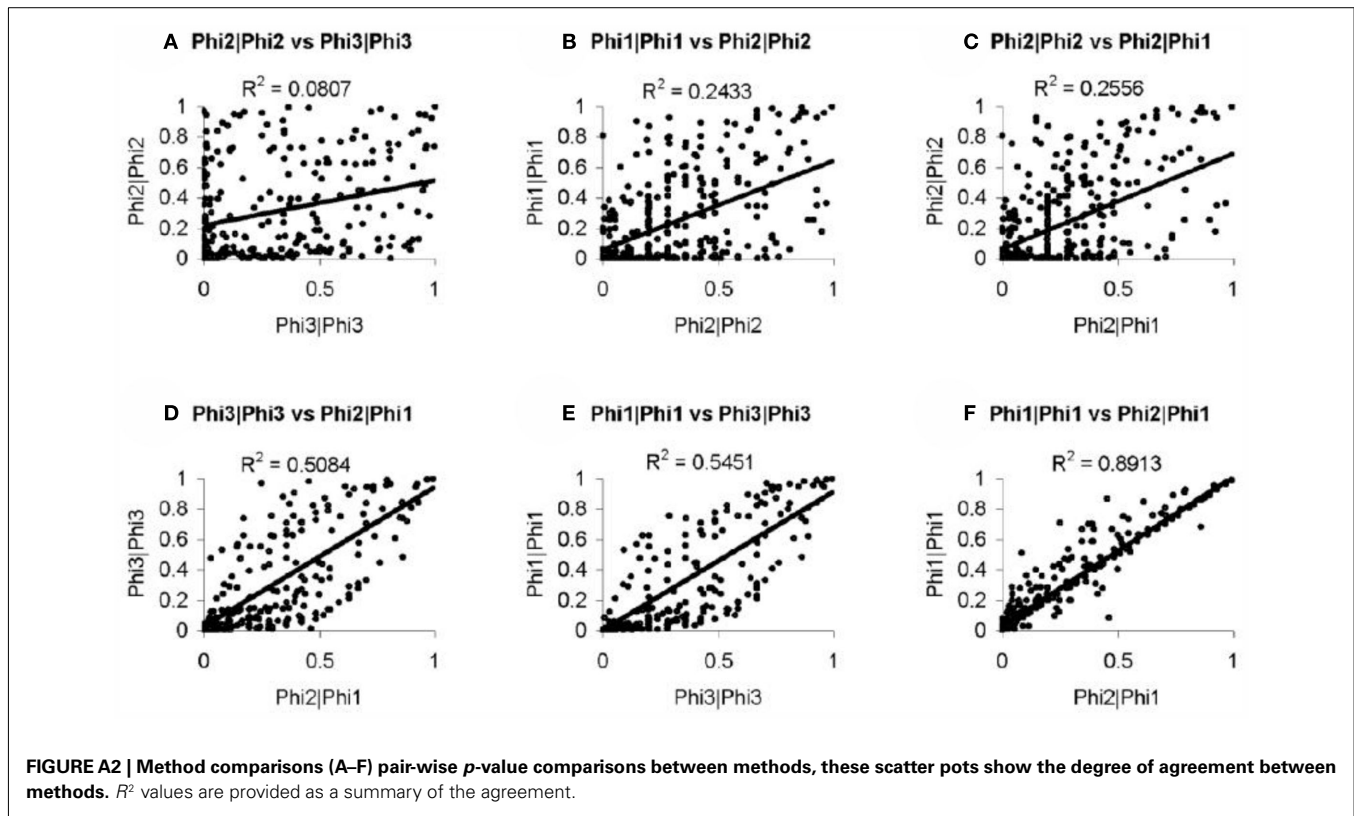 A Phi2|Phi2 vs Phi3|Phi3
R² = 0.0807
1
0.8
0.6
0.4
0.2
0
Phi2|Phi2
0 0.5 1
Phi3|Phi3
B Phi1|Phi1 vs Phi2|Phi2
R² = 0.2433
1
0.8
0.6
0.4
0.2
0
Phi1|Phi1
0 0.5 1
Phi2|Phi2
C Phi2|Phi2 vs Phi2|Phi1
R² = 0.2556
1
0.8
0.6
0.4
0.2
0
Phi2|Phi2
0 0.5 1
Phi2|Phi1
D Phi3|Phi3 vs Phi2|Phi1
R² = 0.5084
1
0.8
0.6
0.4
0.2
0
Phi3|Phi3
0 0.5 1
Phi2|Phi1
E Phi1|Phi1 vs Phi3|Phi3
R² = 0.5451
1
0.8
0.6
0.4
0.2
0
Phi1|Phi1
0 0.5 1
Phi3|Phi3
F Phi1|Phi1 vs Phi2|Phi1
R² = 0.8913
1
0.8
0.6
0.4
0.2
0
Phi1|Phi1
0 0.5 1
Phi2|Phi1
FIGURE A2 | Method comparisons (A–F) pair-wise p-value comparisons between methods, these scatter pots show the degree of agreement between
methods. R² values are provided as a summary of the agreement.